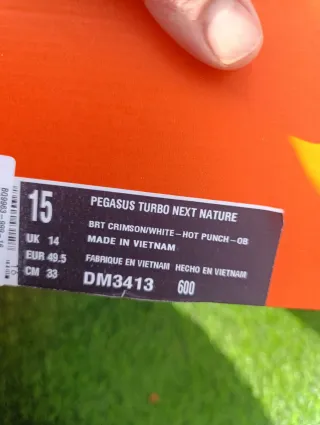 15
PEGASUS TURBO NEXT NATURE
BRT CRIMSON/WHITE-HOT PUNCH-OB
UK 14
MADE IN VIETNAM
EUR 49.5
FABRIQUE EN VIETNAM HECHO EN VIETNAM
CM 33
DM3413 600